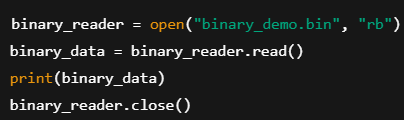 binary_reader = open("binary_demo.bin", "rb")
binary_data = binary_reader.read()
print(binary_data)
binary_reader.close()